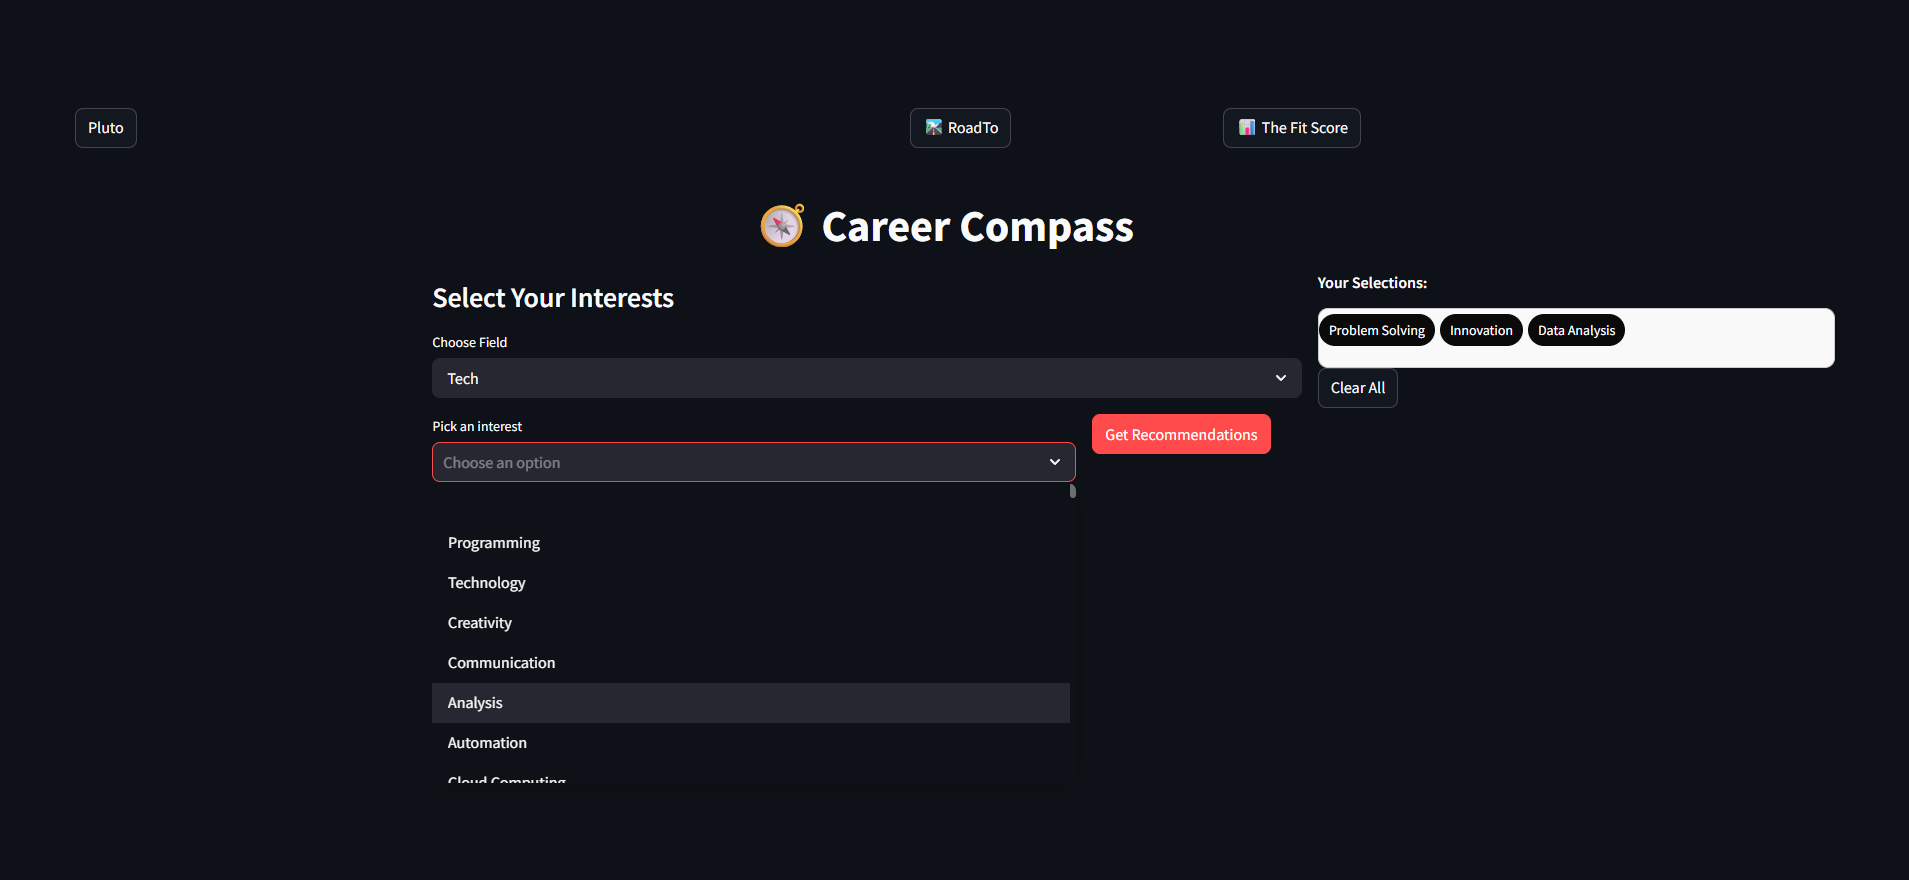 Pluto
RoadTo
The Fit Score
Career Compass
Select Your Interests
Choose Field
Tech
Pick an interest
Choose an option
Get Recommendations
Programming
Technology
Creativity
Communication
Analysis
Automation
Cloud Computing
Your Selections:
Problem Solving Innovation Data Analysis
Clear All